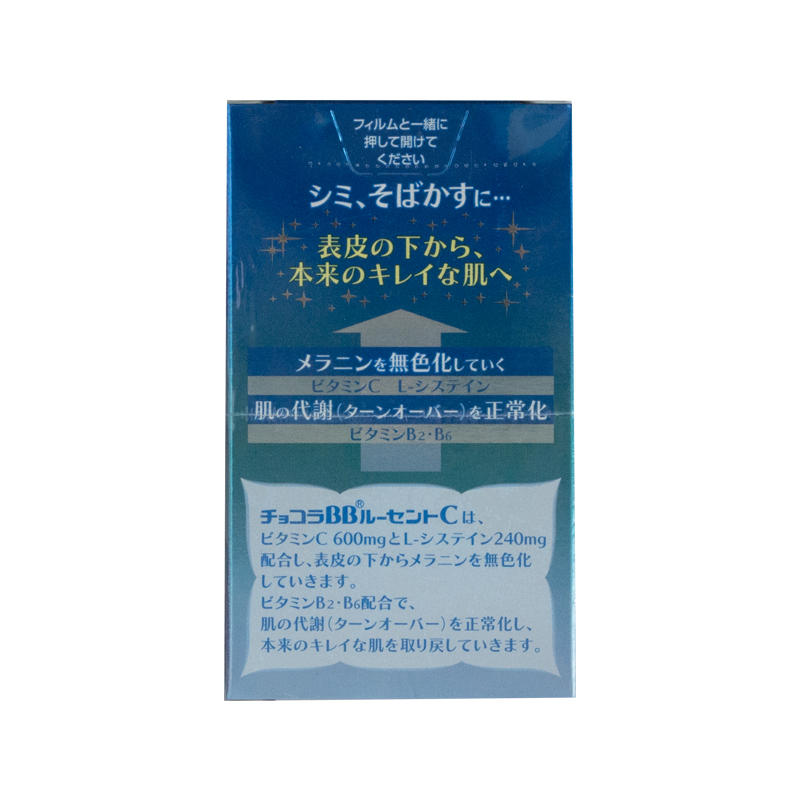 フィルムと一緒に
押して開けて
ください
シミ、そばかすに…
表皮の下から、
本来のキレイな肌へ
メラニンを無色化していく
ビタミンC L-システイン
肌の代謝(ターンオーバー)を正常化
ビタミンB2・B6
チョコラBB®ルーセントCは、
ビタミンC 600mgとL-システイン240mg
配合し、表皮の下からメラニンを無色化
していきます。
ビタミンB2・B6配合で、
肌の代謝(ターンオーバー)を正常化し、
本来のキレイな肌を取り戻していきます。